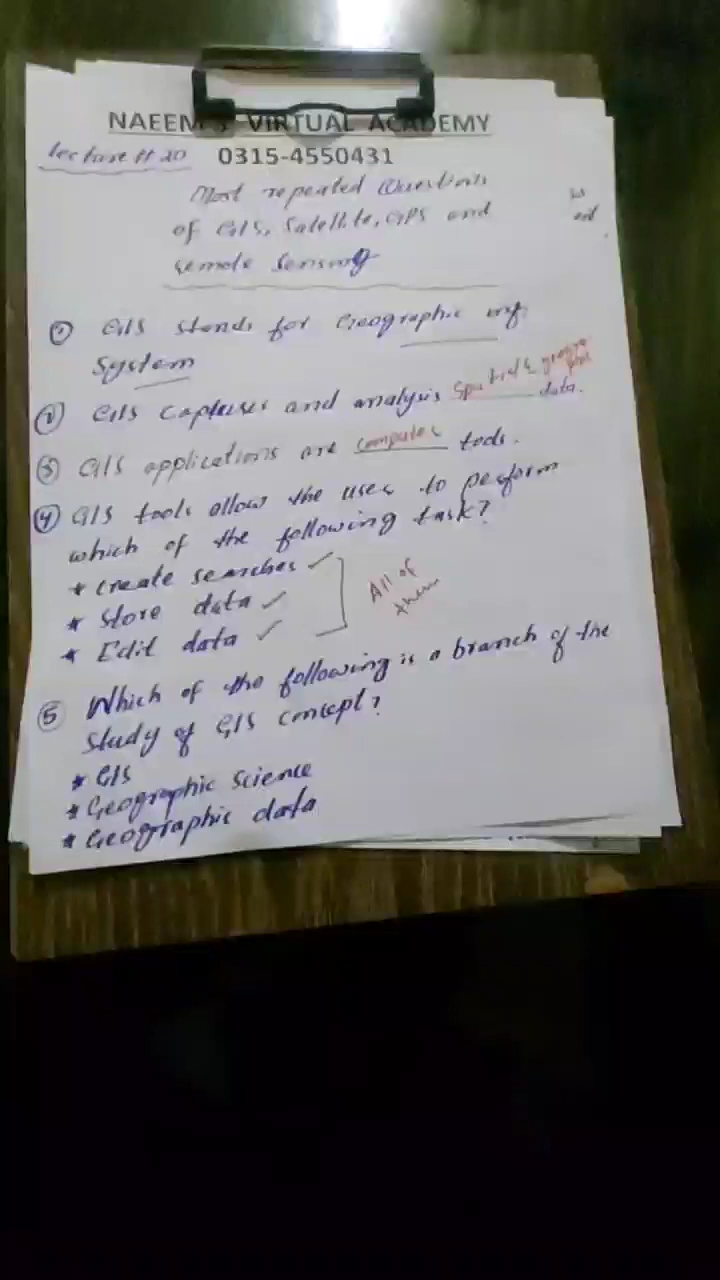 NAEEM'S VIRTUAL ACADEMY
Lecture # 20 0315-4550431
Most repeated Questions
of GIS, Satellite, GPS and
remote Sensing
① GIS stands for Geographic inf.
System
② GIS captures and analysis Spatial & data.
③ GIS applications are computer tools.
④ GIS tools allow the user to perform
which of the following task?
* Create searches ✓
* Store data ✓
* Edit data ✓
All of
them
⑤ Which of the following is a branch of the
Study of GIS concept?
* GIS
* Geographic Science
* Geographic data